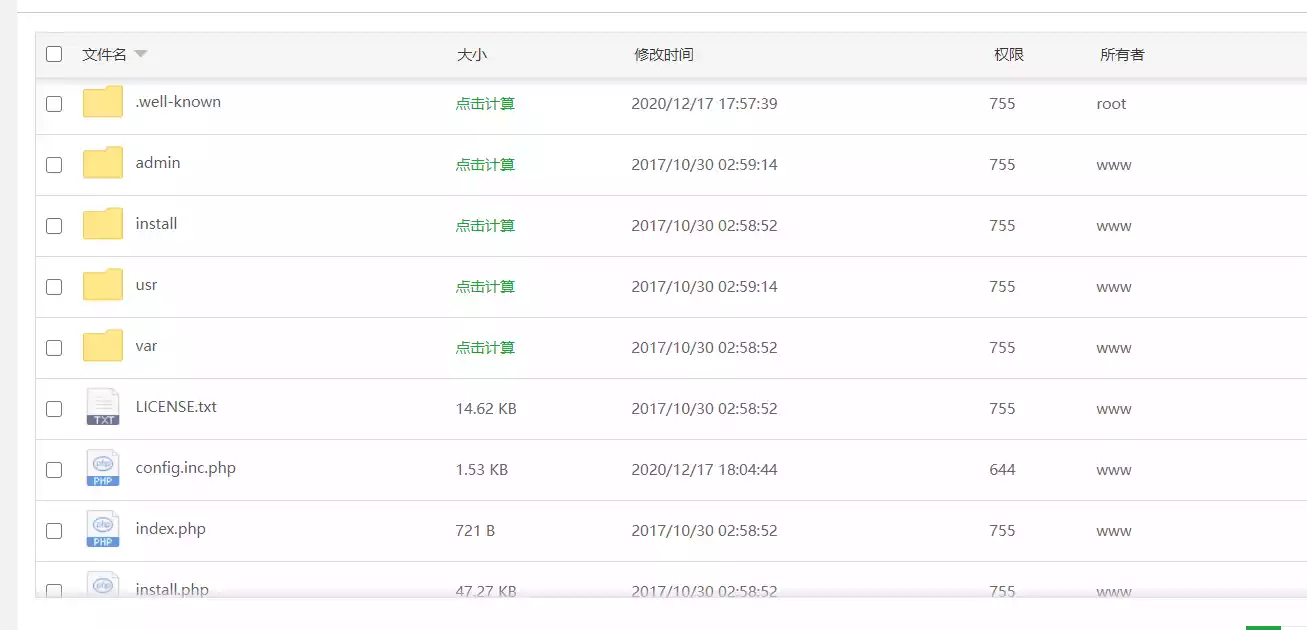 文件名 大小 修改时间 权限 所有者
.well-known 点击计算 2020/12/17 17:57:39 755 root
admin 点击计算 2017/10/30 02:59:14 755 www
install 点击计算 2017/10/30 02:58:52 755 www
usr 点击计算 2017/10/30 02:59:14 755 www
var 点击计算 2017/10/30 02:58:52 755 www
TXT LICENSE.txt 14.62 KB 2017/10/30 02:58:52 755 www
php PHP config.inc.php 1.53 KB 2020/12/17 18:04:44 644 www
php PHP index.php 721 B 2017/10/30 02:58:52 755 www
php install.php 47.27 KB 2017/10/30 02:58:52 755 www